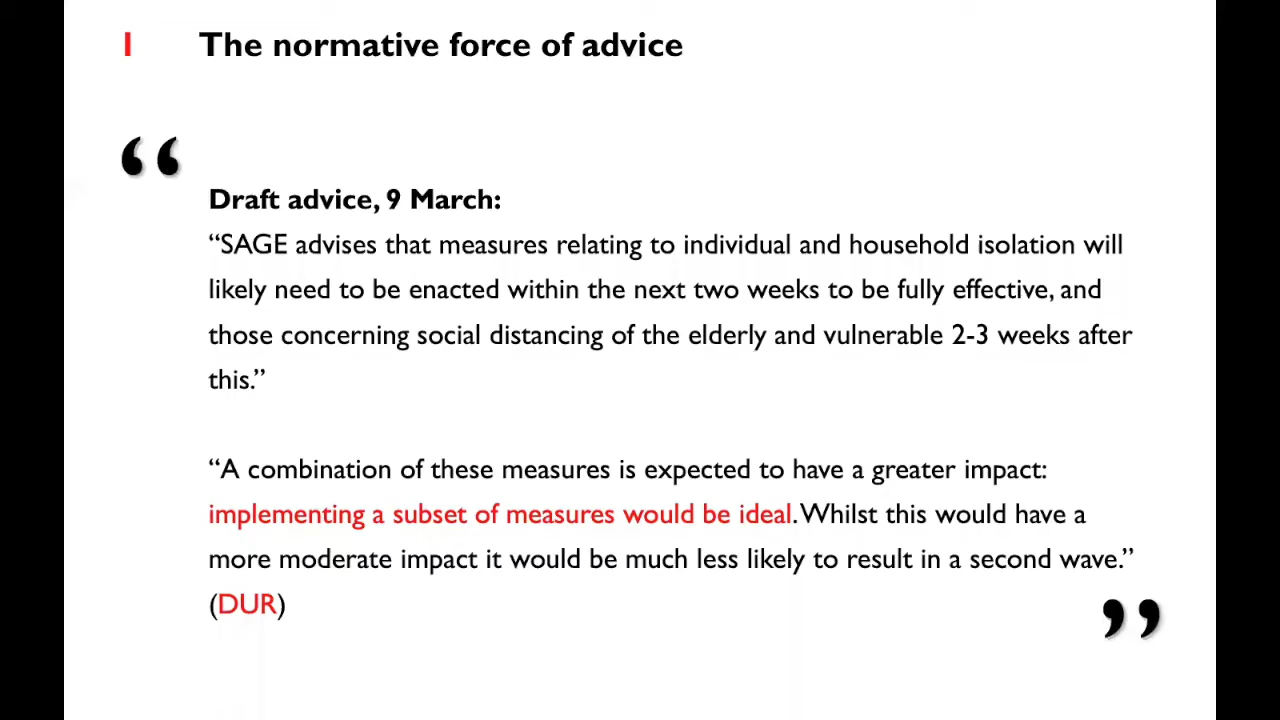 1 The normative force of advice
“
Draft advice, 9 March:
“SAGE advises that measures relating to individual and household isolation will
likely need to be enacted within the next two weeks to be fully effective, and
those concerning social distancing of the elderly and vulnerable 2-3 weeks after
this.”
“A combination of these measures is expected to have a greater impact:
implementing a subset of measures would be ideal. Whilst this would have a
more moderate impact it would be much less likely to result in a second wave.”
(DUR)
”